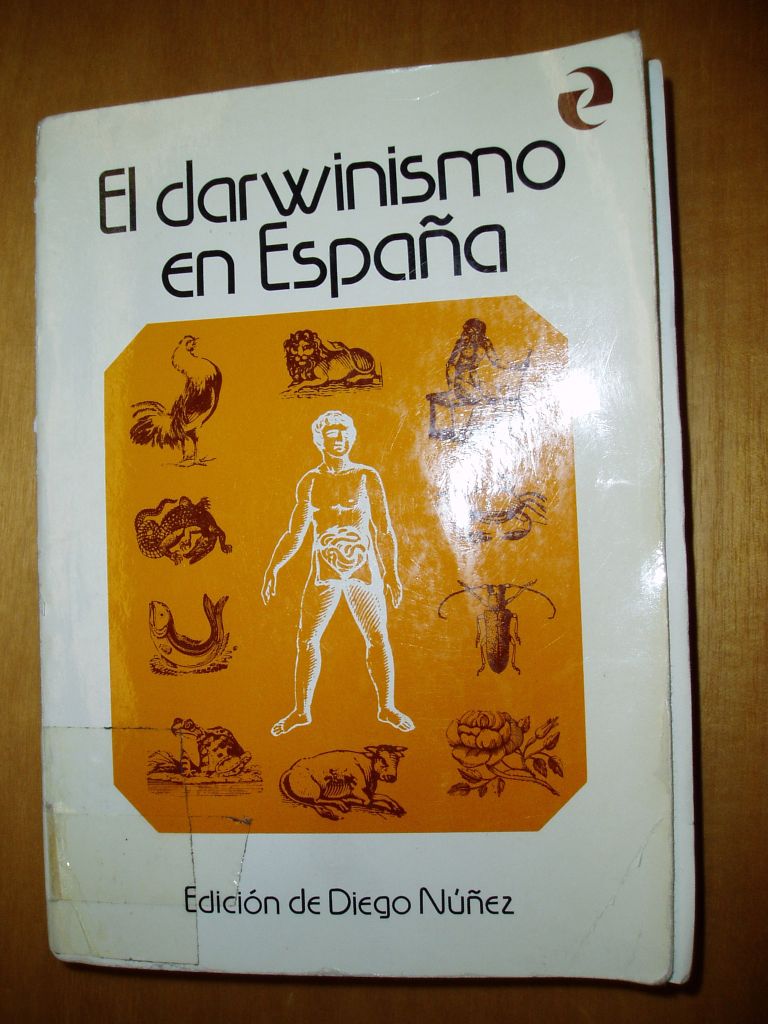 El darwinismo
en España
Edición de Diego Núñez